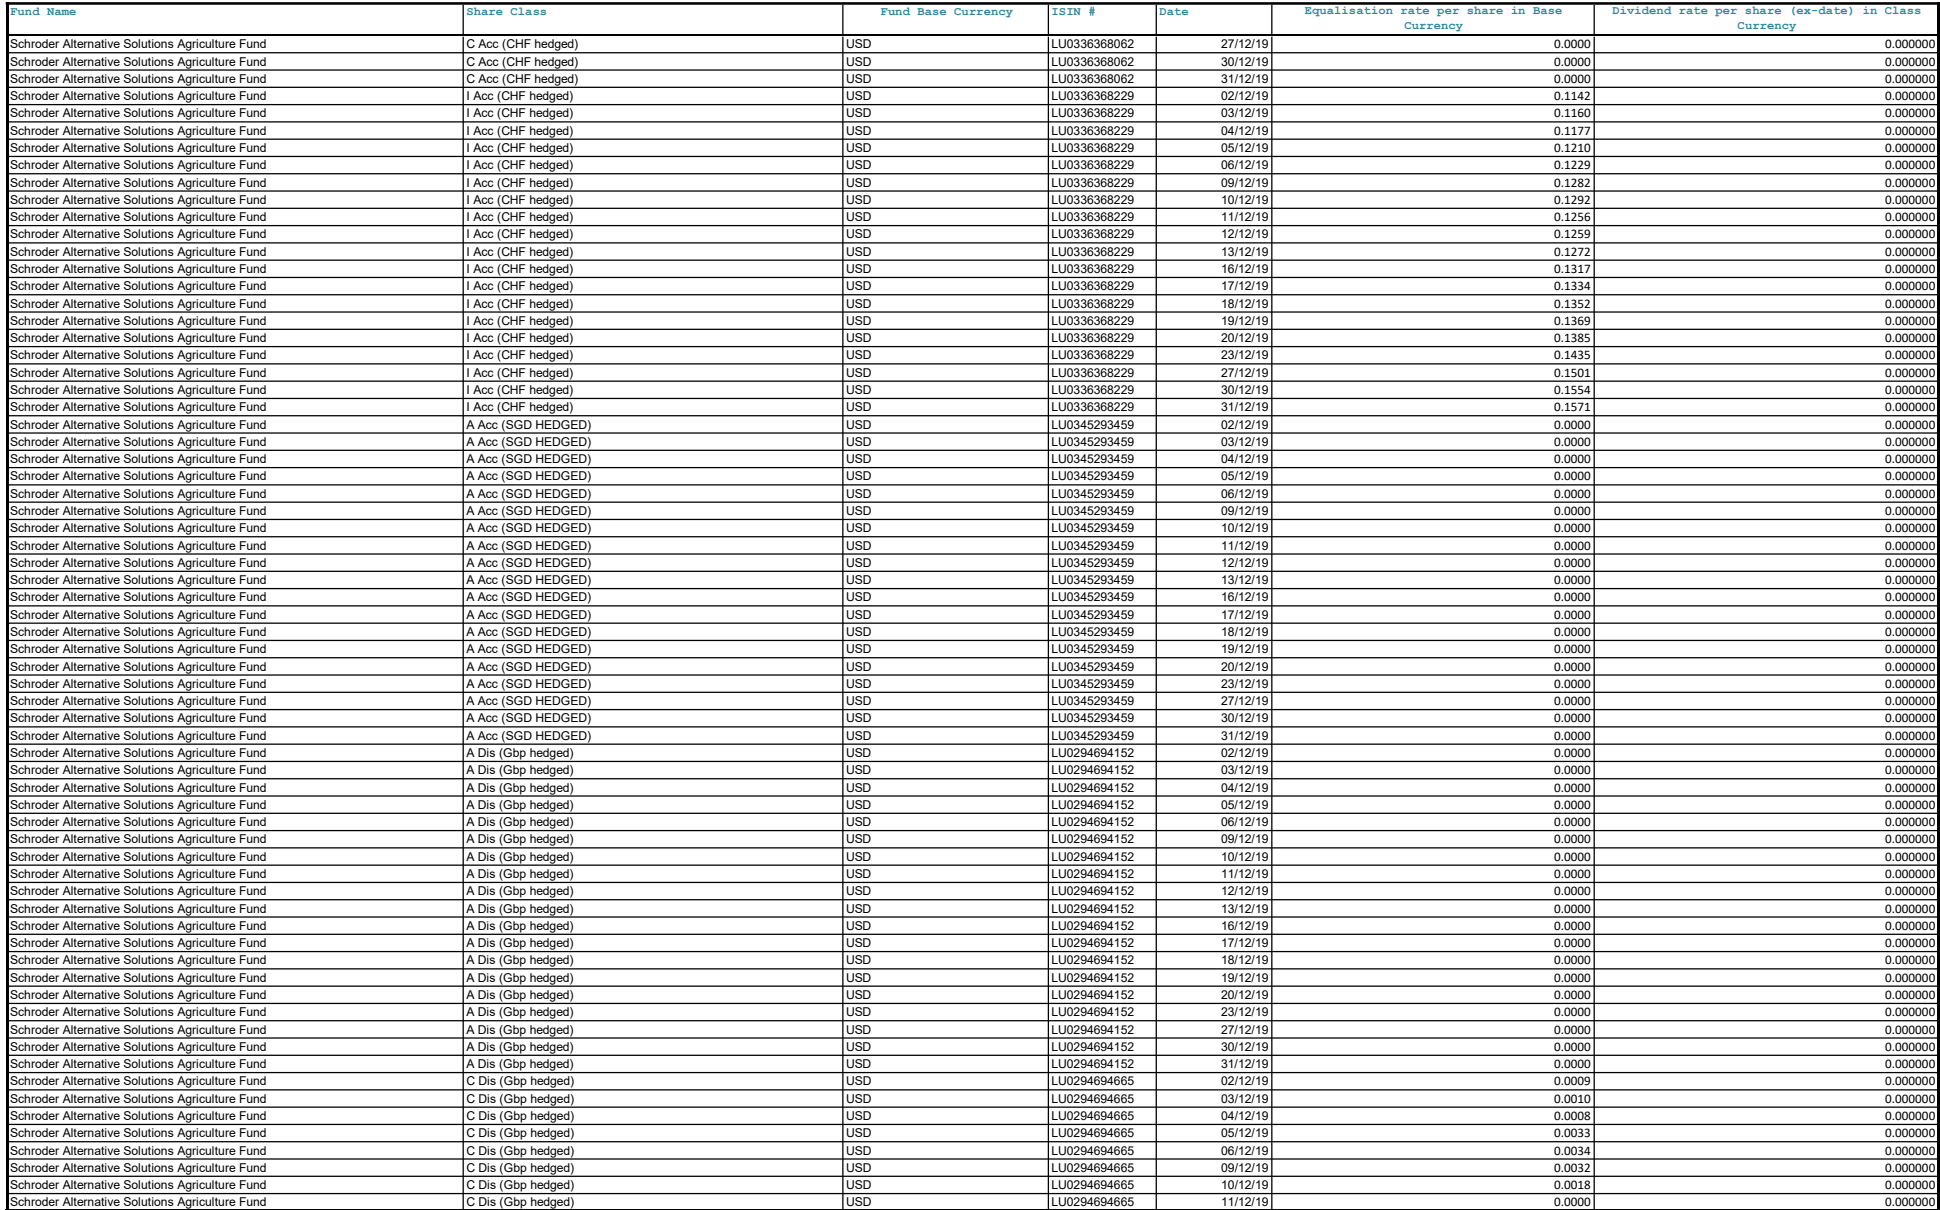 Fund Name Share Class Fund Base Currency ISIN # Date Equalisation rate per share in Base Currency Dividend rate per share (ex-date) in Class Currency
Schroder Alternative Solutions Agriculture Fund C Acc (CHF hedged) USD LU0336368062 27/12/19 0.0000 0.000000
Schroder Alternative Solutions Agriculture Fund C Acc (CHF hedged) USD LU0336368062 30/12/19 0.0000 0.000000
Schroder Alternative Solutions Agriculture Fund C Acc (CHF hedged) USD LU0336368062 31/12/19 0.0000 0.000000
Schroder Alternative Solutions Agriculture Fund I Acc (CHF hedged) USD LU0336368229 02/12/19 0.1142 0.000000
Schroder Alternative Solutions Agriculture Fund I Acc (CHF hedged) USD LU0336368229 03/12/19 0.1160 0.000000
Schroder Alternative Solutions Agriculture Fund I Acc (CHF hedged) USD LU0336368229 04/12/19 0.1177 0.000000
Schroder Alternative Solutions Agriculture Fund I Acc (CHF hedged) USD LU0336368229 05/12/19 0.1210 0.000000
Schroder Alternative Solutions Agriculture Fund I Acc (CHF hedged) USD LU0336368229 06/12/19 0.1229 0.000000
Schroder Alternative Solutions Agriculture Fund I Acc (CHF hedged) USD LU0336368229 09/12/19 0.1282 0.000000
Schroder Alternative Solutions Agriculture Fund I Acc (CHF hedged) USD LU0336368229 10/12/19 0.1292 0.000000
Schroder Alternative Solutions Agriculture Fund I Acc (CHF hedged) USD LU0336368229 11/12/19 0.1256 0.000000
Schroder Alternative Solutions Agriculture Fund I Acc (CHF hedged) USD LU0336368229 12/12/19 0.1259 0.000000
Schroder Alternative Solutions Agriculture Fund I Acc (CHF hedged) USD LU0336368229 13/12/19 0.1272 0.000000
Schroder Alternative Solutions Agriculture Fund I Acc (CHF hedged) USD LU0336368229 16/12/19 0.1317 0.000000
Schroder Alternative Solutions Agriculture Fund I Acc (CHF hedged) USD LU0336368229 17/12/19 0.1334 0.000000
Schroder Alternative Solutions Agriculture Fund I Acc (CHF hedged) USD LU0336368229 18/12/19 0.1352 0.000000
Schroder Alternative Solutions Agriculture Fund I Acc (CHF hedged) USD LU0336368229 19/12/19 0.1369 0.000000
Schroder Alternative Solutions Agriculture Fund I Acc (CHF hedged) USD LU0336368229 20/12/19 0.1385 0.000000
Schroder Alternative Solutions Agriculture Fund I Acc (CHF hedged) USD LU0336368229 23/12/19 0.1435 0.000000
Schroder Alternative Solutions Agriculture Fund I Acc (CHF hedged) USD LU0336368229 27/12/19 0.1501 0.000000
Schroder Alternative Solutions Agriculture Fund I Acc (CHF hedged) USD LU0336368229 30/12/19 0.1554 0.000000
Schroder Alternative Solutions Agriculture Fund I Acc (CHF hedged) USD LU0336368229 31/12/19 0.1571 0.000000
Schroder Alternative Solutions Agriculture Fund A Acc (SGD HEDGED) USD LU0345293459 02/12/19 0.0000 0.000000
Schroder Alternative Solutions Agriculture Fund A Acc (SGD HEDGED) USD LU0345293459 03/12/19 0.0000 0.000000
Schroder Alternative Solutions Agriculture Fund A Acc (SGD HEDGED) USD LU0345293459 04/12/19 0.0000 0.000000
Schroder Alternative Solutions Agriculture Fund A Acc (SGD HEDGED) USD LU0345293459 05/12/19 0.0000 0.000000
Schroder Alternative Solutions Agriculture Fund A Acc (SGD HEDGED) USD LU0345293459 06/12/19 0.0000 0.000000
Schroder Alternative Solutions Agriculture Fund A Acc (SGD HEDGED) USD LU0345293459 09/12/19 0.0000 0.000000
Schroder Alternative Solutions Agriculture Fund A Acc (SGD HEDGED) USD LU0345293459 10/12/19 0.0000 0.000000
Schroder Alternative Solutions Agriculture Fund A Acc (SGD HEDGED) USD LU0345293459 11/12/19 0.0000 0.000000
Schroder Alternative Solutions Agriculture Fund A Acc (SGD HEDGED) USD LU0345293459 12/12/19 0.0000 0.000000
Schroder Alternative Solutions Agriculture Fund A Acc (SGD HEDGED) USD LU0345293459 13/12/19 0.0000 0.000000
Schroder Alternative Solutions Agriculture Fund A Acc (SGD HEDGED) USD LU0345293459 16/12/19 0.0000 0.000000
Schroder Alternative Solutions Agriculture Fund A Acc (SGD HEDGED) USD LU0345293459 17/12/19 0.0000 0.000000
Schroder Alternative Solutions Agriculture Fund A Acc (SGD HEDGED) USD LU0345293459 18/12/19 0.0000 0.000000
Schroder Alternative Solutions Agriculture Fund A Acc (SGD HEDGED) USD LU0345293459 19/12/19 0.0000 0.000000
Schroder Alternative Solutions Agriculture Fund A Acc (SGD HEDGED) USD LU0345293459 20/12/19 0.0000 0.000000
Schroder Alternative Solutions Agriculture Fund A Acc (SGD HEDGED) USD LU0345293459 23/12/19 0.0000 0.000000
Schroder Alternative Solutions Agriculture Fund A Acc (SGD HEDGED) USD LU0345293459 27/12/19 0.0000 0.000000
Schroder Alternative Solutions Agriculture Fund A Acc (SGD HEDGED) USD LU0345293459 30/12/19 0.0000 0.000000
Schroder Alternative Solutions Agriculture Fund A Acc (SGD HEDGED) USD LU0345293459 31/12/19 0.0000 0.000000
Schroder Alternative Solutions Agriculture Fund A Dis (Gbp hedged) USD LU0294694152 02/12/19 0.0000 0.000000
Schroder Alternative Solutions Agriculture Fund A Dis (Gbp hedged) USD LU0294694152 03/12/19 0.0000 0.000000
Schroder Alternative Solutions Agriculture Fund A Dis (Gbp hedged) USD LU0294694152 04/12/19 0.0000 0.000000
Schroder Alternative Solutions Agriculture Fund A Dis (Gbp hedged) USD LU0294694152 05/12/19 0.0000 0.000000
Schroder Alternative Solutions Agriculture Fund A Dis (Gbp hedged) USD LU0294694152 06/12/19 0.0000 0.000000
Schroder Alternative Solutions Agriculture Fund A Dis (Gbp hedged) USD LU0294694152 09/12/19 0.0000 0.000000
Schroder Alternative Solutions Agriculture Fund A Dis (Gbp hedged) USD LU0294694152 10/12/19 0.0000 0.000000
Schroder Alternative Solutions Agriculture Fund A Dis (Gbp hedged) USD LU0294694152 11/12/19 0.0000 0.000000
Schroder Alternative Solutions Agriculture Fund A Dis (Gbp hedged) USD LU0294694152 12/12/19 0.0000 0.000000
Schroder Alternative Solutions Agriculture Fund A Dis (Gbp hedged) USD LU0294694152 13/12/19 0.0000 0.000000
Schroder Alternative Solutions Agriculture Fund A Dis (Gbp hedged) USD LU0294694152 16/12/19 0.0000 0.000000
Schroder Alternative Solutions Agriculture Fund A Dis (Gbp hedged) USD LU0294694152 17/12/19 0.0000 0.000000
Schroder Alternative Solutions Agriculture Fund A Dis (Gbp hedged) USD LU0294694152 18/12/19 0.0000 0.000000
Schroder Alternative Solutions Agriculture Fund A Dis (Gbp hedged) USD LU0294694152 19/12/19 0.0000 0.000000
Schroder Alternative Solutions Agriculture Fund A Dis (Gbp hedged) USD LU0294694152 20/12/19 0.0000 0.000000
Schroder Alternative Solutions Agriculture Fund A Dis (Gbp hedged) USD LU0294694152 23/12/19 0.0000 0.000000
Schroder Alternative Solutions Agriculture Fund A Dis (Gbp hedged) USD LU0294694152 27/12/19 0.0000 0.000000
Schroder Alternative Solutions Agriculture Fund A Dis (Gbp hedged) USD LU0294694152 30/12/19 0.0000 0.000000
Schroder Alternative Solutions Agriculture Fund A Dis (Gbp hedged) USD LU0294694152 31/12/19 0.0000 0.000000
Schroder Alternative Solutions Agriculture Fund C Dis (Gbp hedged) USD LU0294694665 02/12/19 0.0009 0.000000
Schroder Alternative Solutions Agriculture Fund C Dis (Gbp hedged) USD LU0294694665 03/12/19 0.0010 0.000000
Schroder Alternative Solutions Agriculture Fund C Dis (Gbp hedged) USD LU0294694665 04/12/19 0.0008 0.000000
Schroder Alternative Solutions Agriculture Fund C Dis (Gbp hedged) USD LU0294694665 05/12/19 0.0033 0.000000
Schroder Alternative Solutions Agriculture Fund C Dis (Gbp hedged) USD LU0294694665 06/12/19 0.0034 0.000000
Schroder Alternative Solutions Agriculture Fund C Dis (Gbp hedged) USD LU0294694665 09/12/19 0.0032 0.000000
Schroder Alternative Solutions Agriculture Fund C Dis (Gbp hedged) USD LU0294694665 10/12/19 0.0018 0.000000
Schroder Alternative Solutions Agriculture Fund C Dis (Gbp hedged) USD LU0294694665 11/12/19 0.0000 0.000000